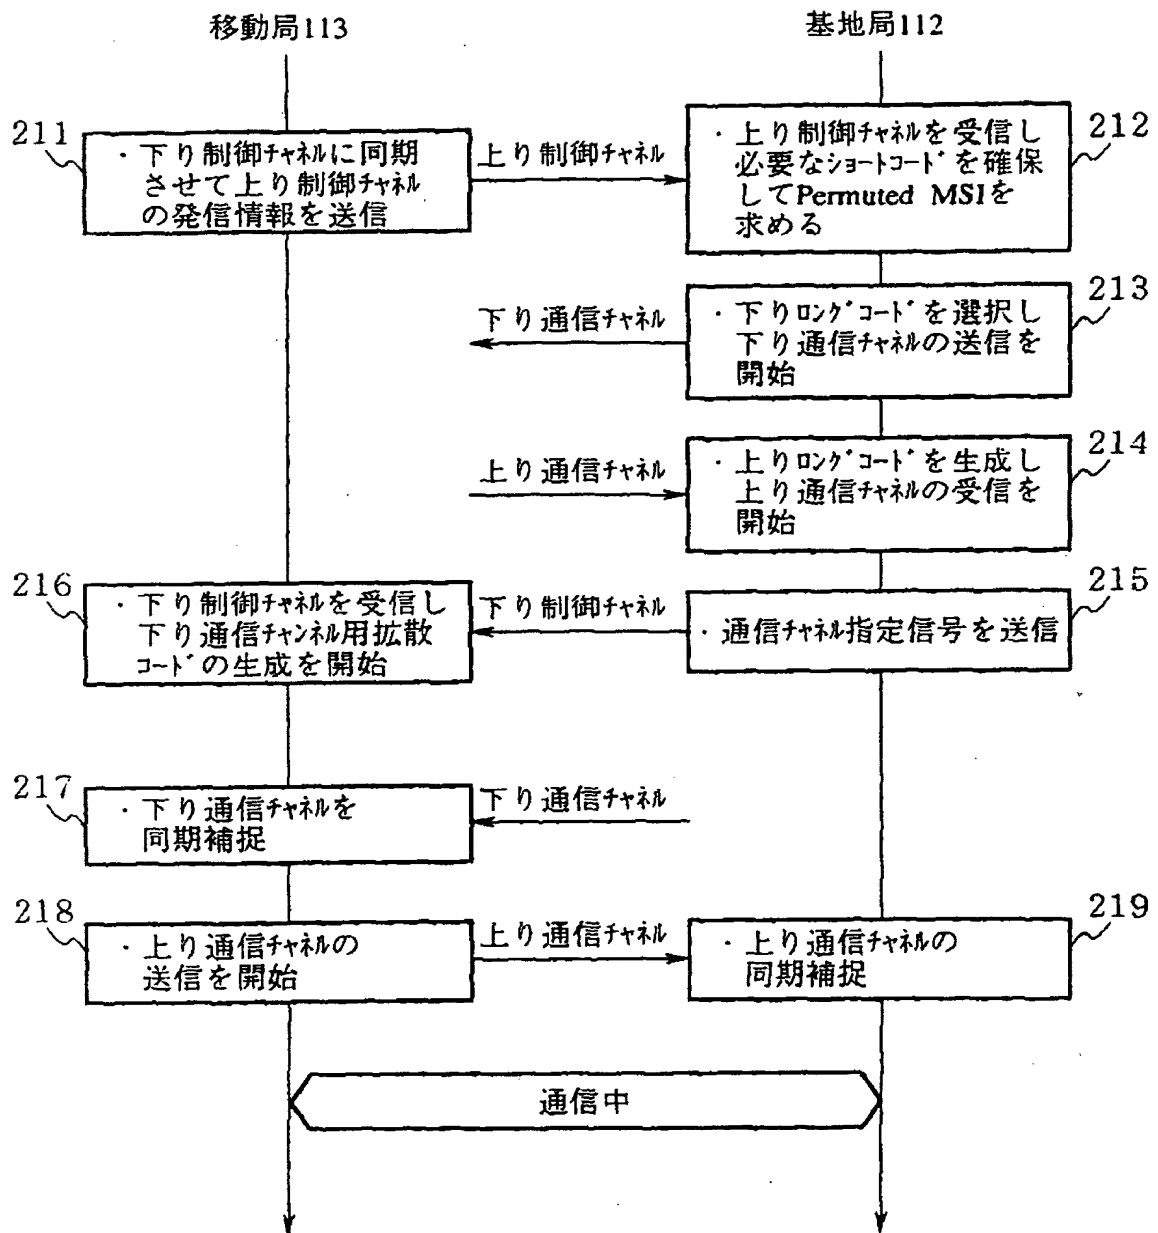 移動局113
基地局112
211
・下り制御ﾁｬﾈﾙに同期
させて上り制御ﾁｬﾈﾙ
の発信情報を送信
上り制御ﾁｬﾈﾙ
212
・上り制御ﾁｬﾈﾙを受信し
必要なｼｮｰﾄｺｰﾄﾞを確保
してPermuted MSIを
求める
下り通信ﾁｬﾈﾙ
213
・下りﾛﾝｸﾞｺｰﾄﾞを選択し
下り通信ﾁｬﾈﾙの送信を
開始
上り通信ﾁｬﾈﾙ
214
・上りﾛﾝｸﾞｺｰﾄﾞを生成し
上り通信ﾁｬﾈﾙの受信を
開始
216
・下り制御ﾁｬﾈﾙを受信し
下り通信ﾁｬﾝﾈﾙ用拡散
ｺｰﾄﾞの生成を開始
下り制御ﾁｬﾈﾙ
215
・通信ﾁｬﾈﾙ指定信号を送信
217
・下り通信ﾁｬﾈﾙを
同期補捉
下り通信ﾁｬﾈﾙ
218
・上り通信ﾁｬﾈﾙの
送信を開始
上り通信ﾁｬﾈﾙ
219
・上り通信ﾁｬﾈﾙの
同期補捉
通信中